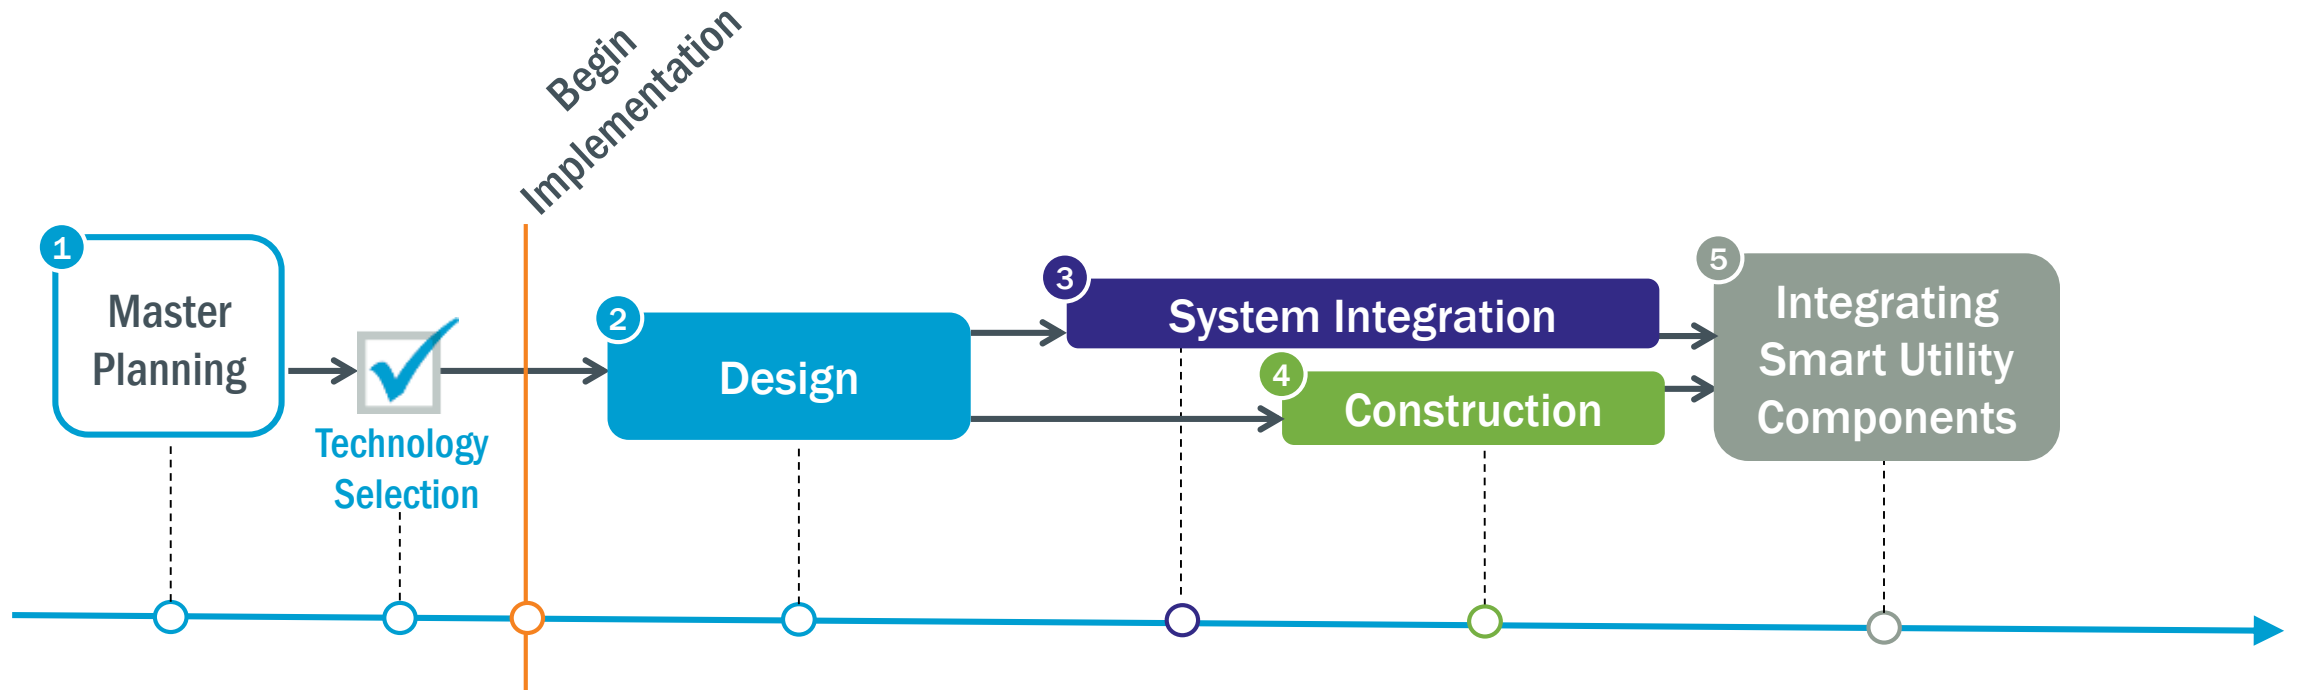 Begin
Implementation
1
Master
Planning
Technology
Selection
2
Design
3
System Integration
4
Construction
5
Integrating
Smart Utility
Components